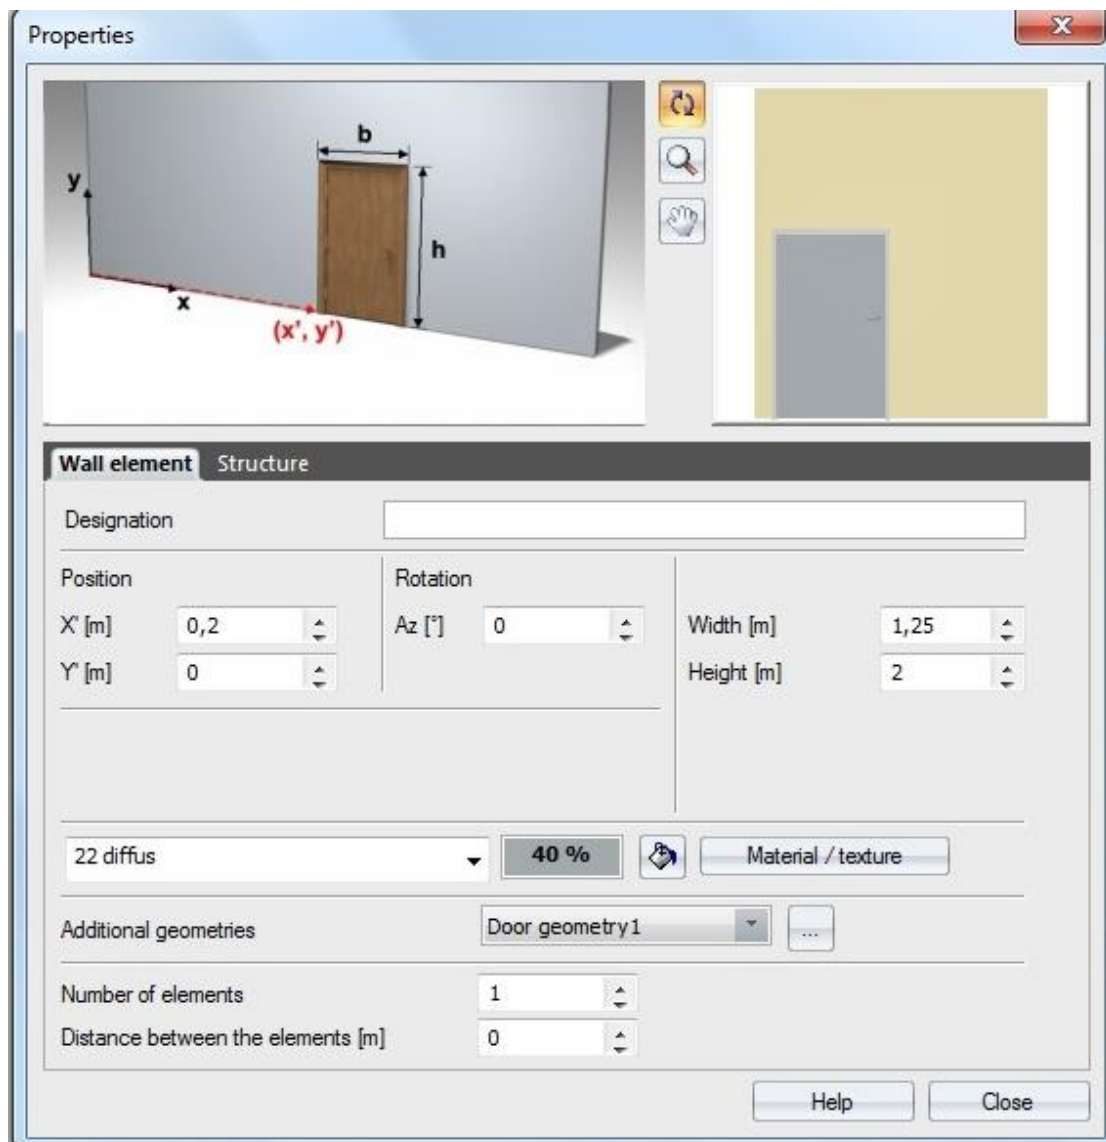 Properties
b
y
h
x
(x', y')
Wall element Structure
Designation
Position Rotation
X' [m] 0,2 Az [°] 0 Width [m] 1,25
Y' [m] 0 Height [m] 2
22 diffus 40 % Material / texture
Additional geometries Door geometry1 ...
Number of elements 1
Distance between the elements [m] 0
Help Close